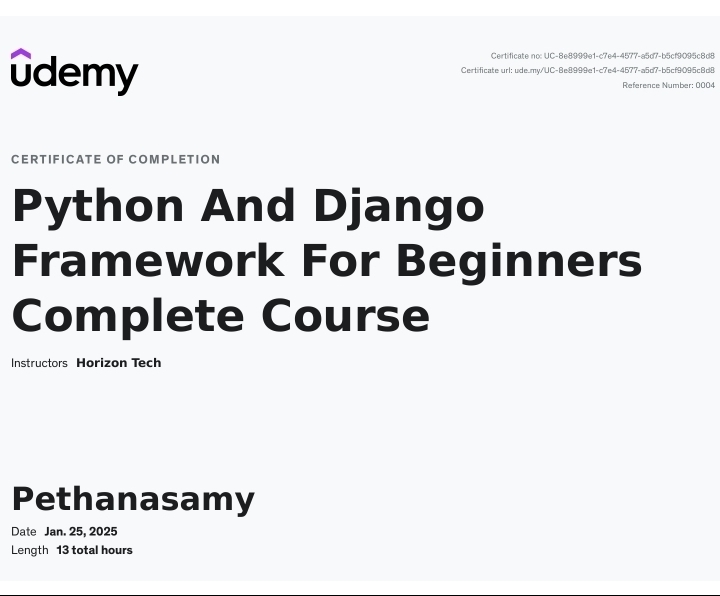 udemy
Certificate no: UC-8e8999e1-c7e4-4577-a5d7-b5cf9095c8d8
Certificate url: ude.my/UC-8e8999e1-c7e4-4577-a5d7-b5cf9095c8d8
Reference Number: 0004
CERTIFICATE OF COMPLETION
Python And Django
Framework For Beginners
Complete Course
Instructors Horizon Tech
Pethanasamy
Date Jan. 25, 2025
Length 13 total hours